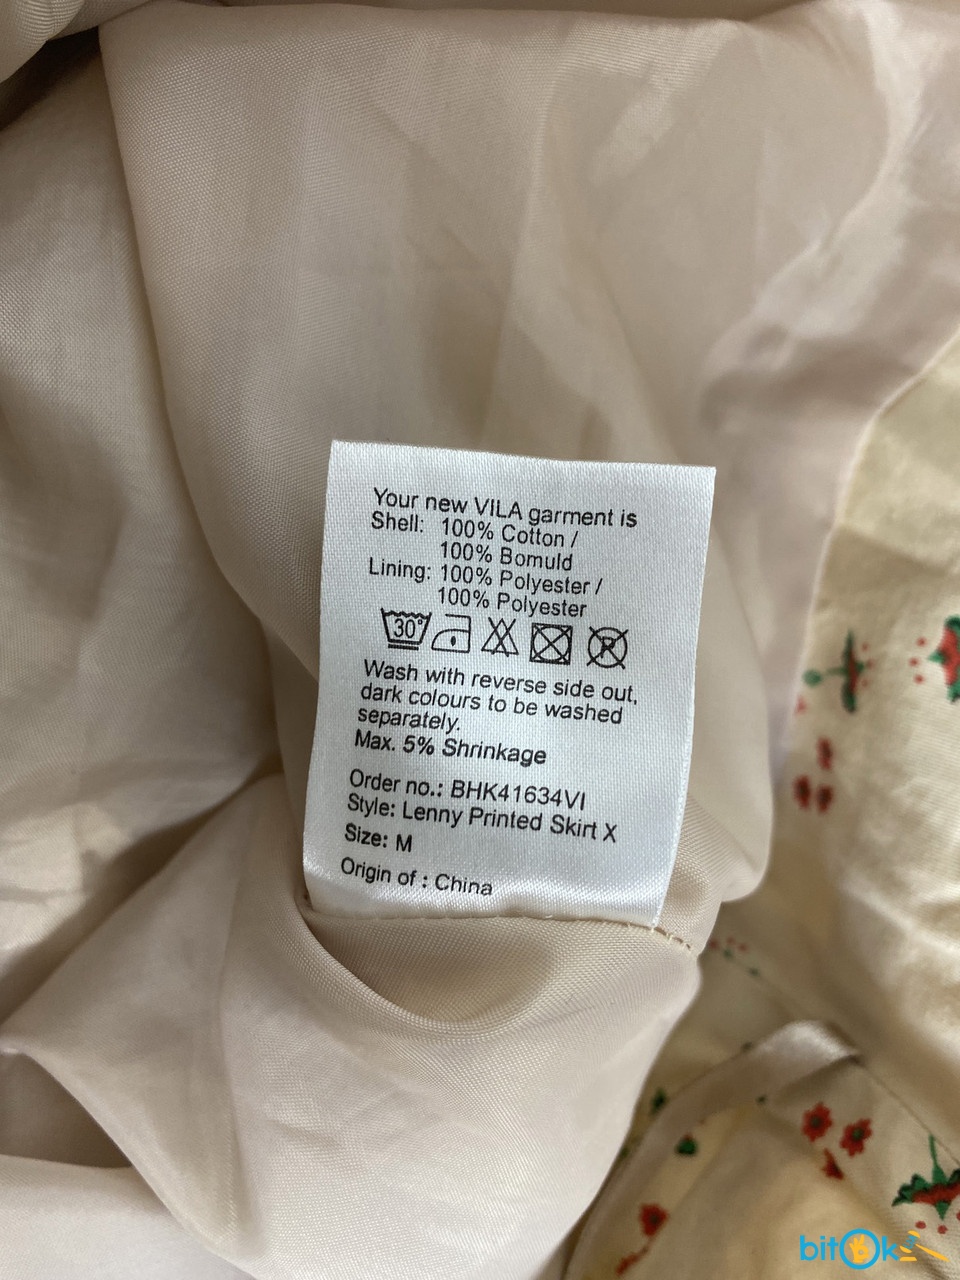 Your new VILA garment is
Shell: 100% Cotton /
100% Bomuld
Lining: 100% Polyester /
100% Polyester
30°
Wash with reverse side out,
dark colours to be washed
separately.
Max. 5% Shrinkage
Order no.: BHK41634VI
Style: Lenny Printed Skirt X
Size: M
Origin of : China
bitOk